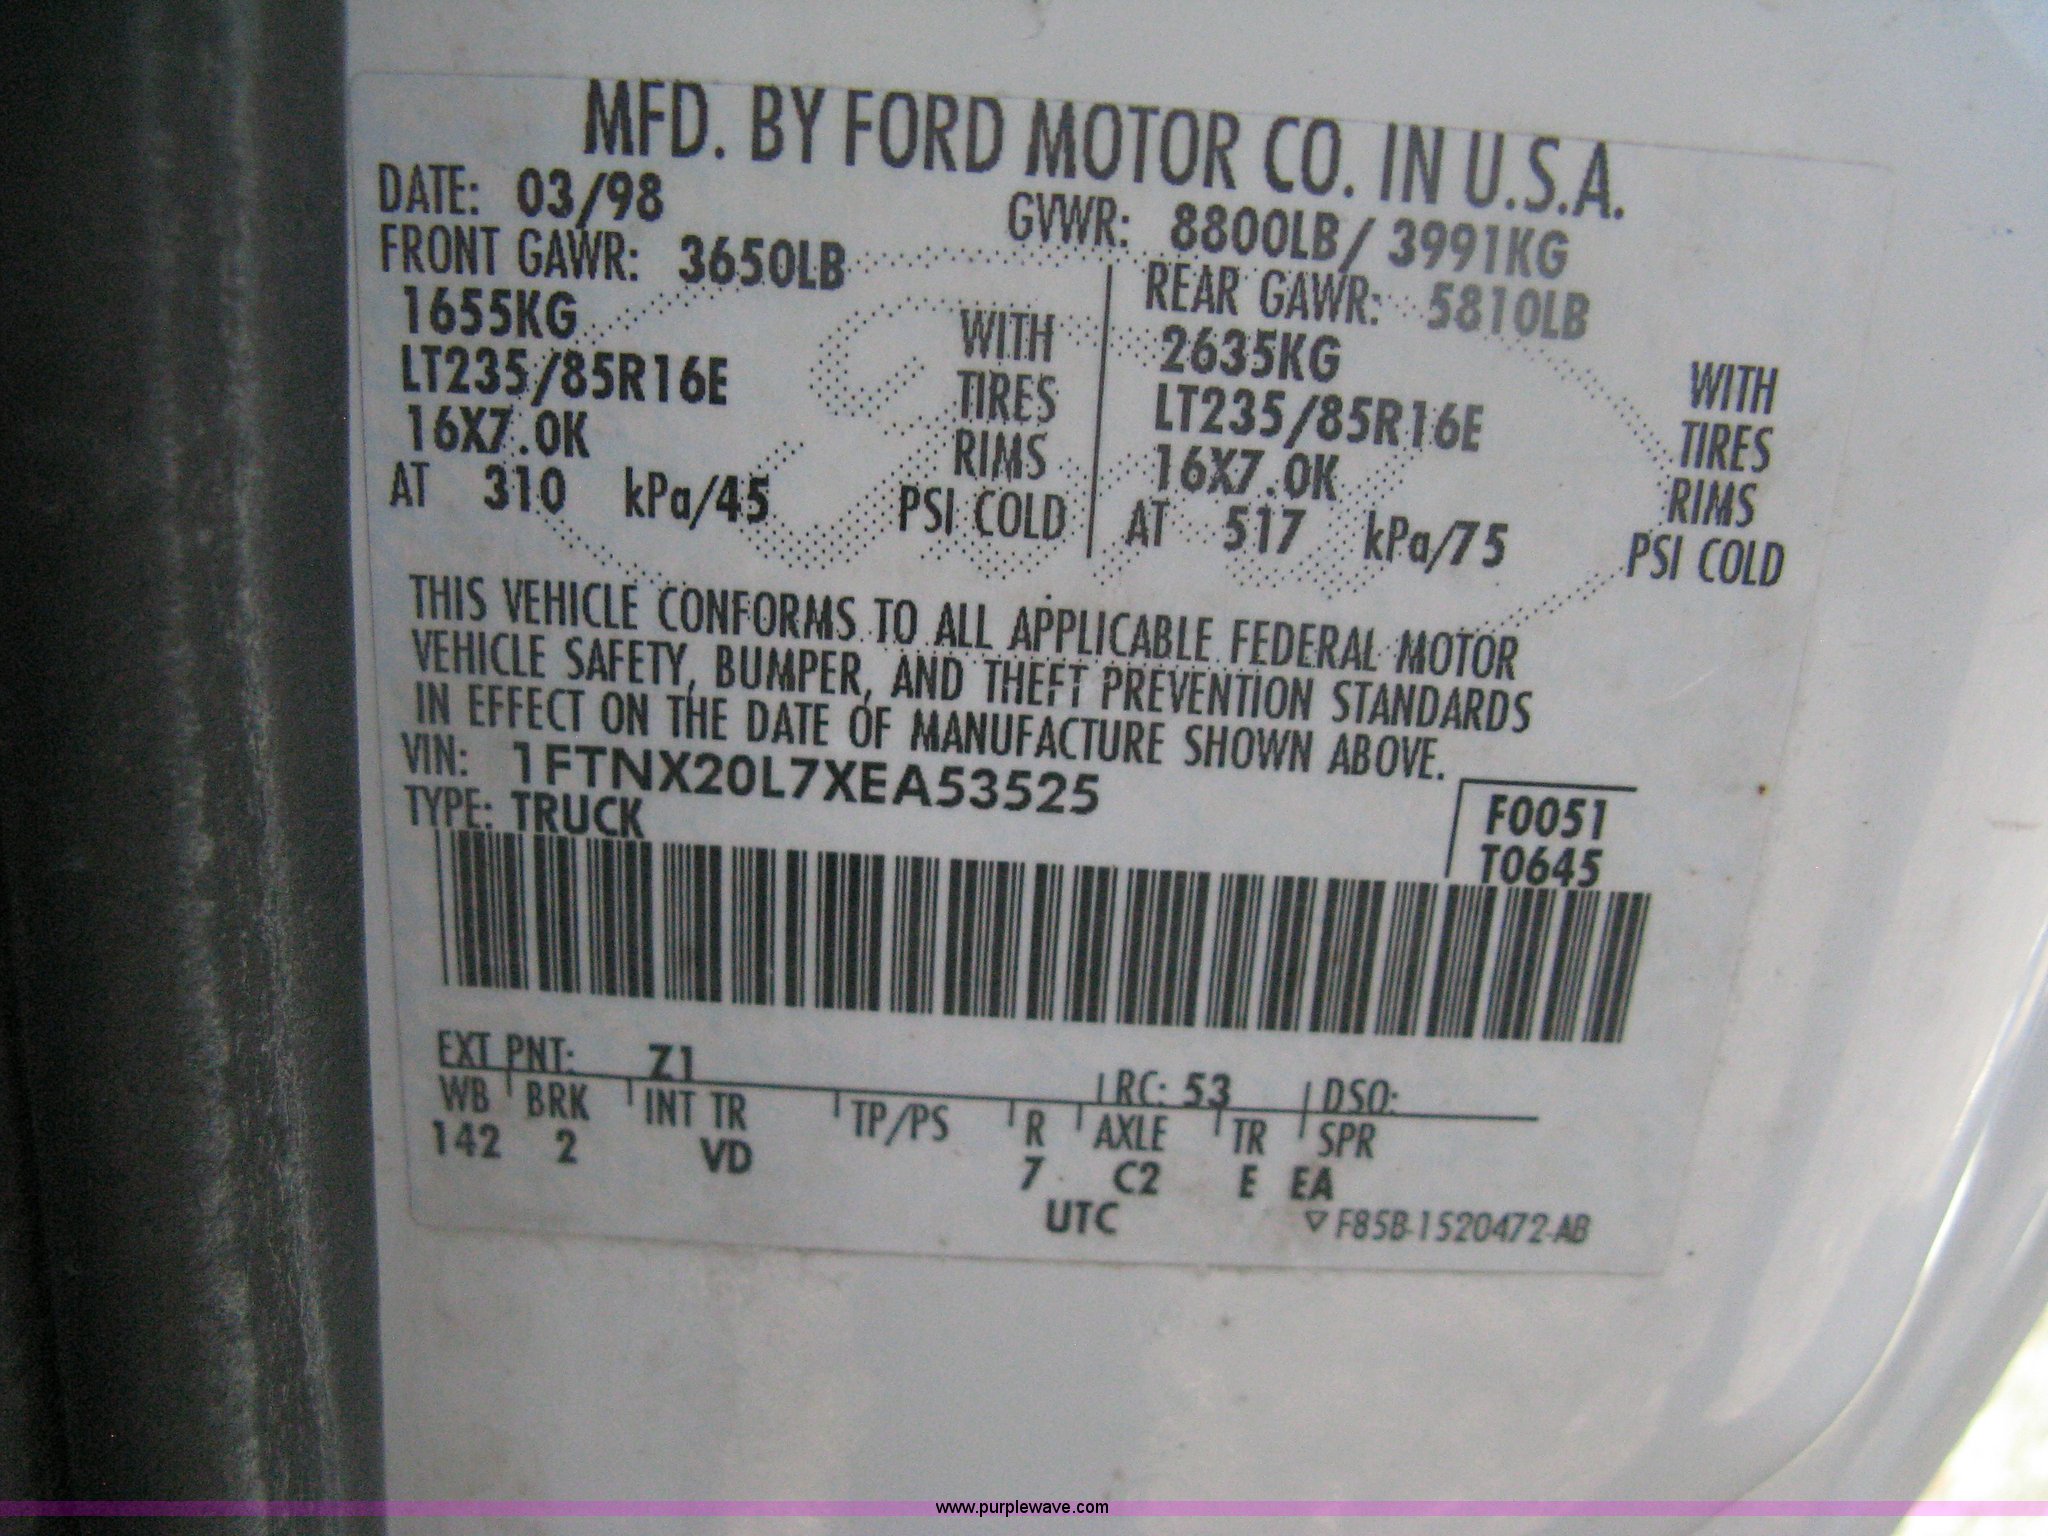 MFD. BY FORD MOTOR CO. IN U.S.A.
DATE: 03/98 GVWR: 8800LB/ 3991KG
FRONT GAWR: 3650LB REAR GAWR: 5810LB
1655KG WITH 2635KG WITH
LT235/85R16E TIRES LT235/85R16E TIRES
16X7.0K RIMS 16X7.0K RIMS
AT 310 kPa/45 PSI COLD AT 517 kPa/75 PSI COLD
THIS VEHICLE CONFORMS TO ALL APPLICABLE FEDERAL MOTOR
VEHICLE SAFETY, BUMPER, AND THEFT PREVENTION STANDARDS
IN EFFECT ON THE DATE OF MANUFACTURE SHOWN ABOVE.
VIN: 1FTNX20L7XEA53525 F0051
TYPE: TRUCK T0645
EXT PNT: Z1 RC: 53 DSO:
WB BRK INT TR TP/PS R AXLE TR SPR
142 2 VD 7 C2 E EA
UTC ▽ F85B-1520472-AB
www.purplewave.com